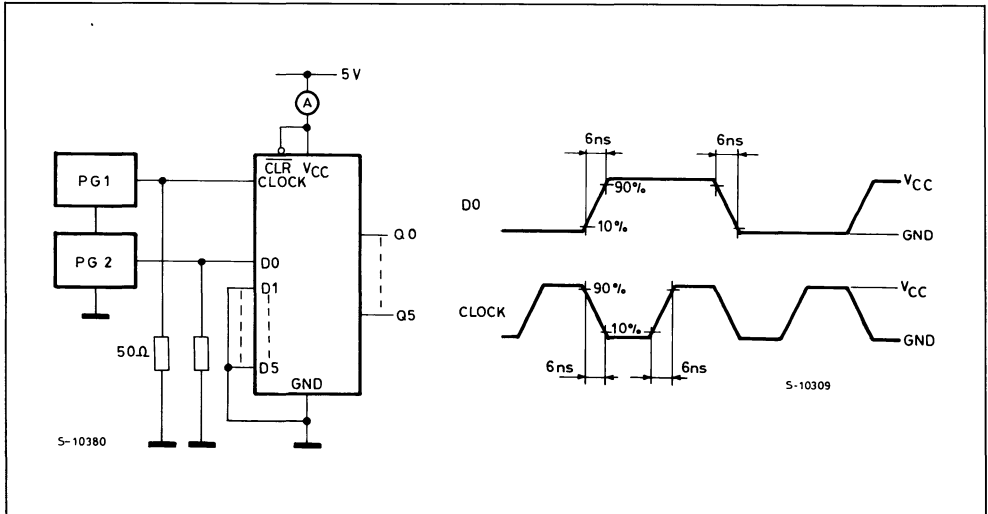 5V
A
CLR VCC
PG1
CLOCK
Q0
PG2
D0
D1
50Ω
D5
Q5
GND
S-10380
6ns 6ns
D0
90%
10%
VCC
GND
CLOCK
90%
10%
VCC
GND
6ns 6ns
S-10309